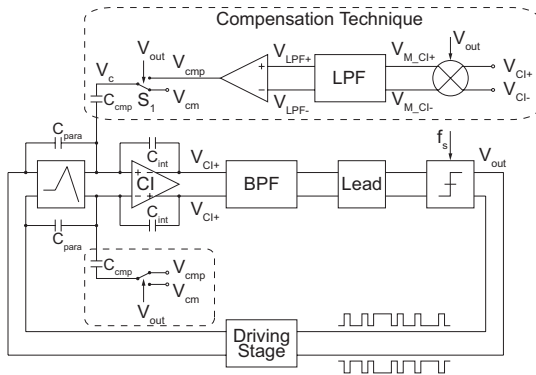 Compensation Technique
V_out
V_cmp
V_c
S_1
V_cm
C_cmp
V_LPF+
V_LPF-
LPF
V_M_CI+
V_M_CI-
V_out
V_CI+
V_CI-
C_para
C_int
CI
+ -
- +
V_CI+
C_int
V_CI+
BPF
Lead
f_s
V_out
C_para
C_cmp
V_cmp
V_cm
V_out
Driving
Stage